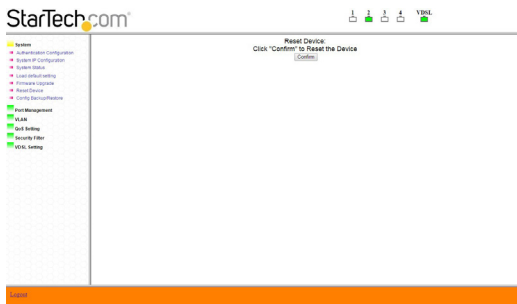 StarTech.com
1 2 3 4 VDSL
System
Authentication Configuration
System IP Configuration
System Status
Load default setting
Firmware Upgrade
Reset Device
Config Backup/Restore
Port Management
VLAN
QoS Setting
Security Filter
VDSL Setting
Reset Device:
Click "Confirm" to Reset the Device
Confirm
Logout